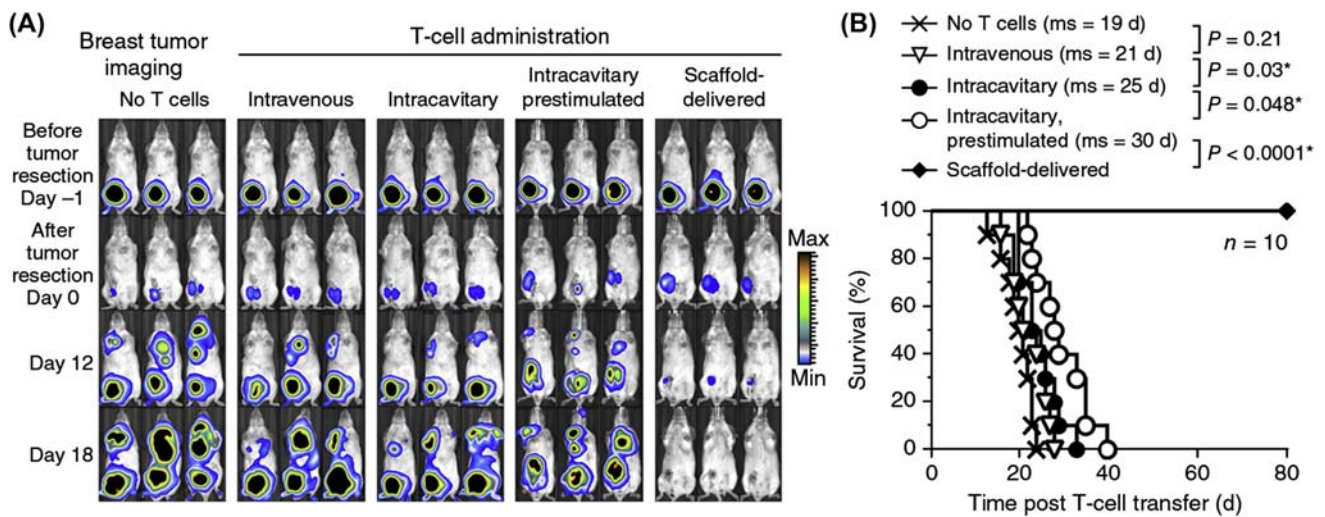 (A)
Breast tumor
imaging
T-cell administration
No T cells
Intravenous
Intracavitary
Intracavitary
prestimulated
Scaffold-
delivered
Before
tumor
resection
Day –1
After
tumor
resection
Day 0
Day 12
Day 18
Max
Min
(B)
No T cells (ms = 19 d)
Intravenous (ms = 21 d)
Intracavitary (ms = 25 d)
Intracavitary,
prestimulated (ms = 30 d)
Scaffold-delivered
P = 0.21
P = 0.03*
P = 0.048*
P < 0.0001*
100
80
60
40
20
0
Survival (%)
n = 10
0 20 40 60 80
Time post T-cell transfer (d)